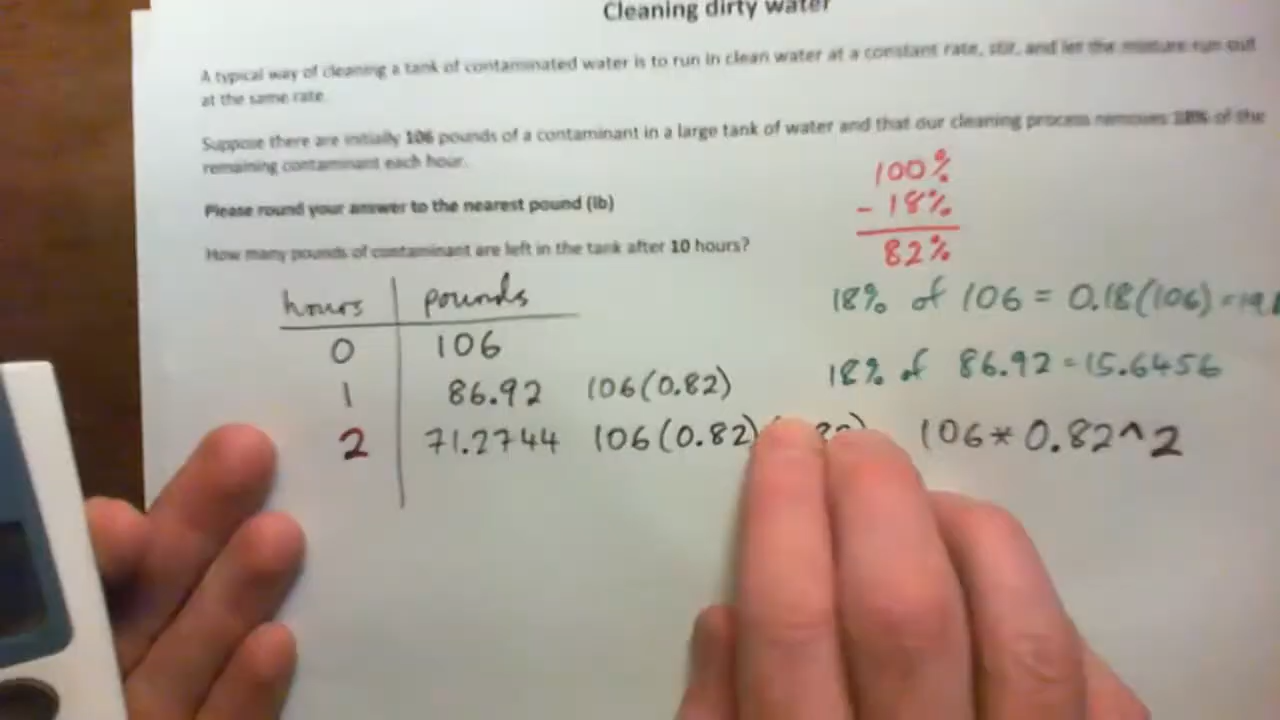 Cleaning dirty water
A typical way of cleaning a tank of contaminated water is to run in clean water at a constant rate, stir, and let the mixture run out
at the same rate.
Suppose there are initially 106 pounds of a contaminant in a large tank of water and that our cleaning process removes 18% of the
remaining contaminant each hour.
Please round your answer to the nearest pound (lb)
How many pounds of contaminant are left in the tank after 10 hours?
100%
- 18%
82%
hours pounds
0 106
1 86.92 106(0.82)
2 71.2744 106(0.82) 106*0.82^2
18% of 106 = 0.18(106) =
18% of 86.92 = 15.6456